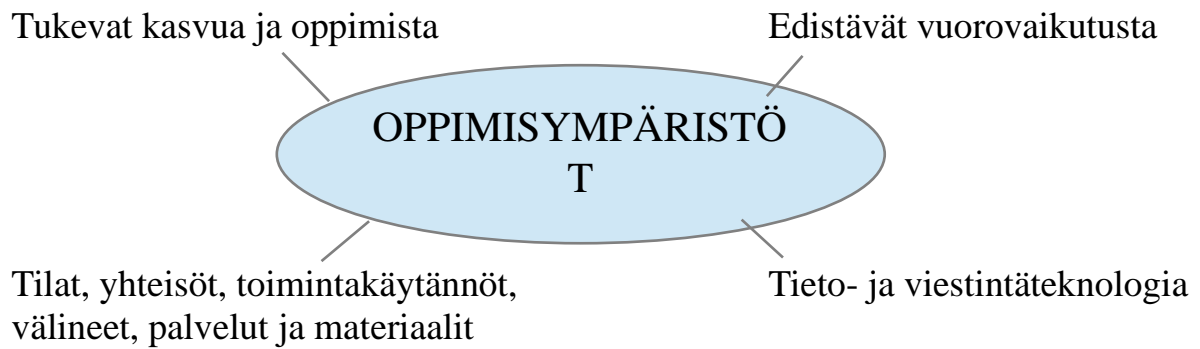 Tukevat kasvua ja oppimista
Edistävät vuorovaikutusta
OPPIMISYMPÄRISTÖ
T
Tilat, yhteisöt, toimintakäytännöt,
välineet, palvelut ja materiaalit
Tieto- ja viestintäteknologia